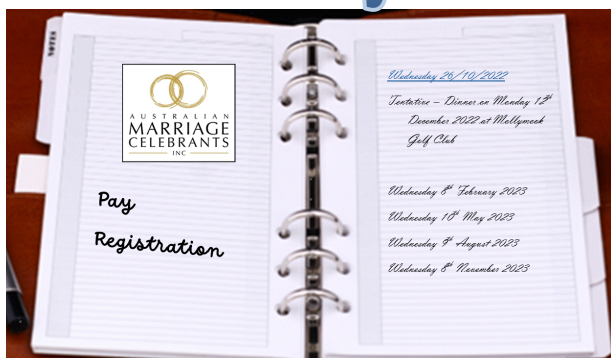 NOTES
AUSTRALIAN
MARRIAGE
CELEBRANTS
INC
Pay
Registration
Wednesday 26/10/2022
Tentative – Dinner on Monday 12th
December 2022 at Mollymook
Golf Club
Wednesday 8th February 2023
Wednesday 10th May 2023
Wednesday 9th August 2023
Wednesday 8th November 2023